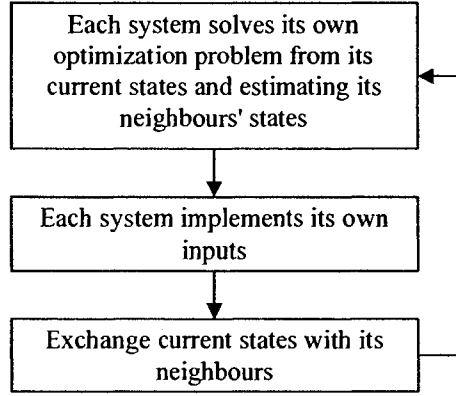 Each system solves its own
optimization problem from its
current states and estimating its
neighbours' states
Each system implements its own
inputs
Exchange current states with its
neighbours